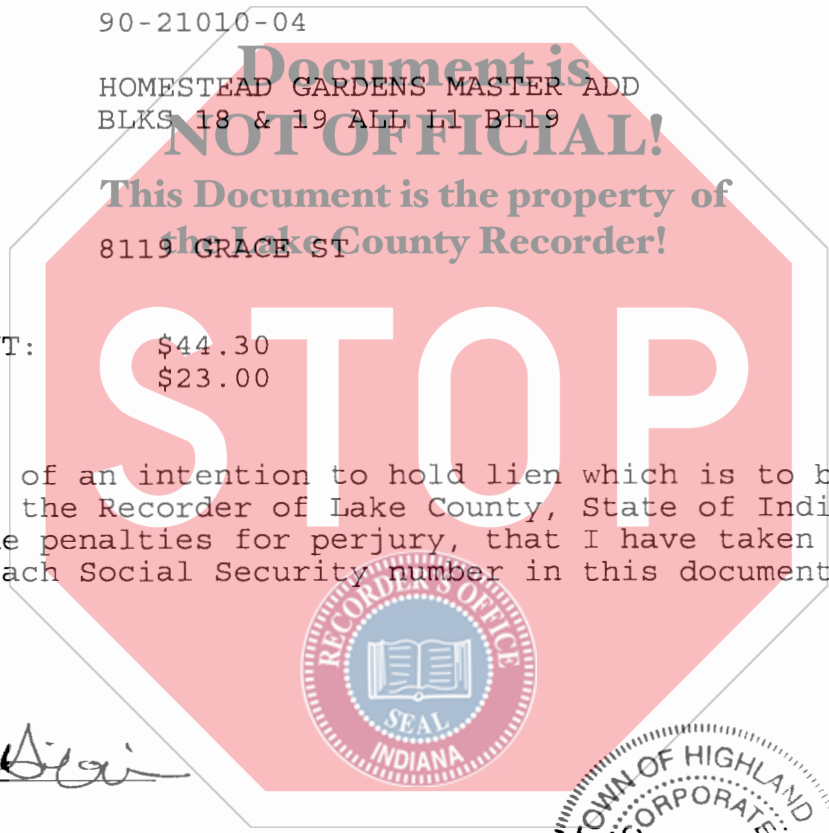 90-21010-04
Document is
HOMESTEAD GARDENS MASTER ADD
BLKS 18 & 19 ALL L1 BL19
NOT OFFICIAL!
This Document is the property of
the Lake County Recorder!
8119 GRACE ST
STOP
T: $44.30
$23.00
of an intention to hold lien which is to b
the Recorder of Lake County, State of Indi
e penalties for perjury, that I have taken
ach Social Security number in this document
RECORDER'S OFFICE
SEAL
INDIANA
TOWN OF HIGHLAND
CORPORATE